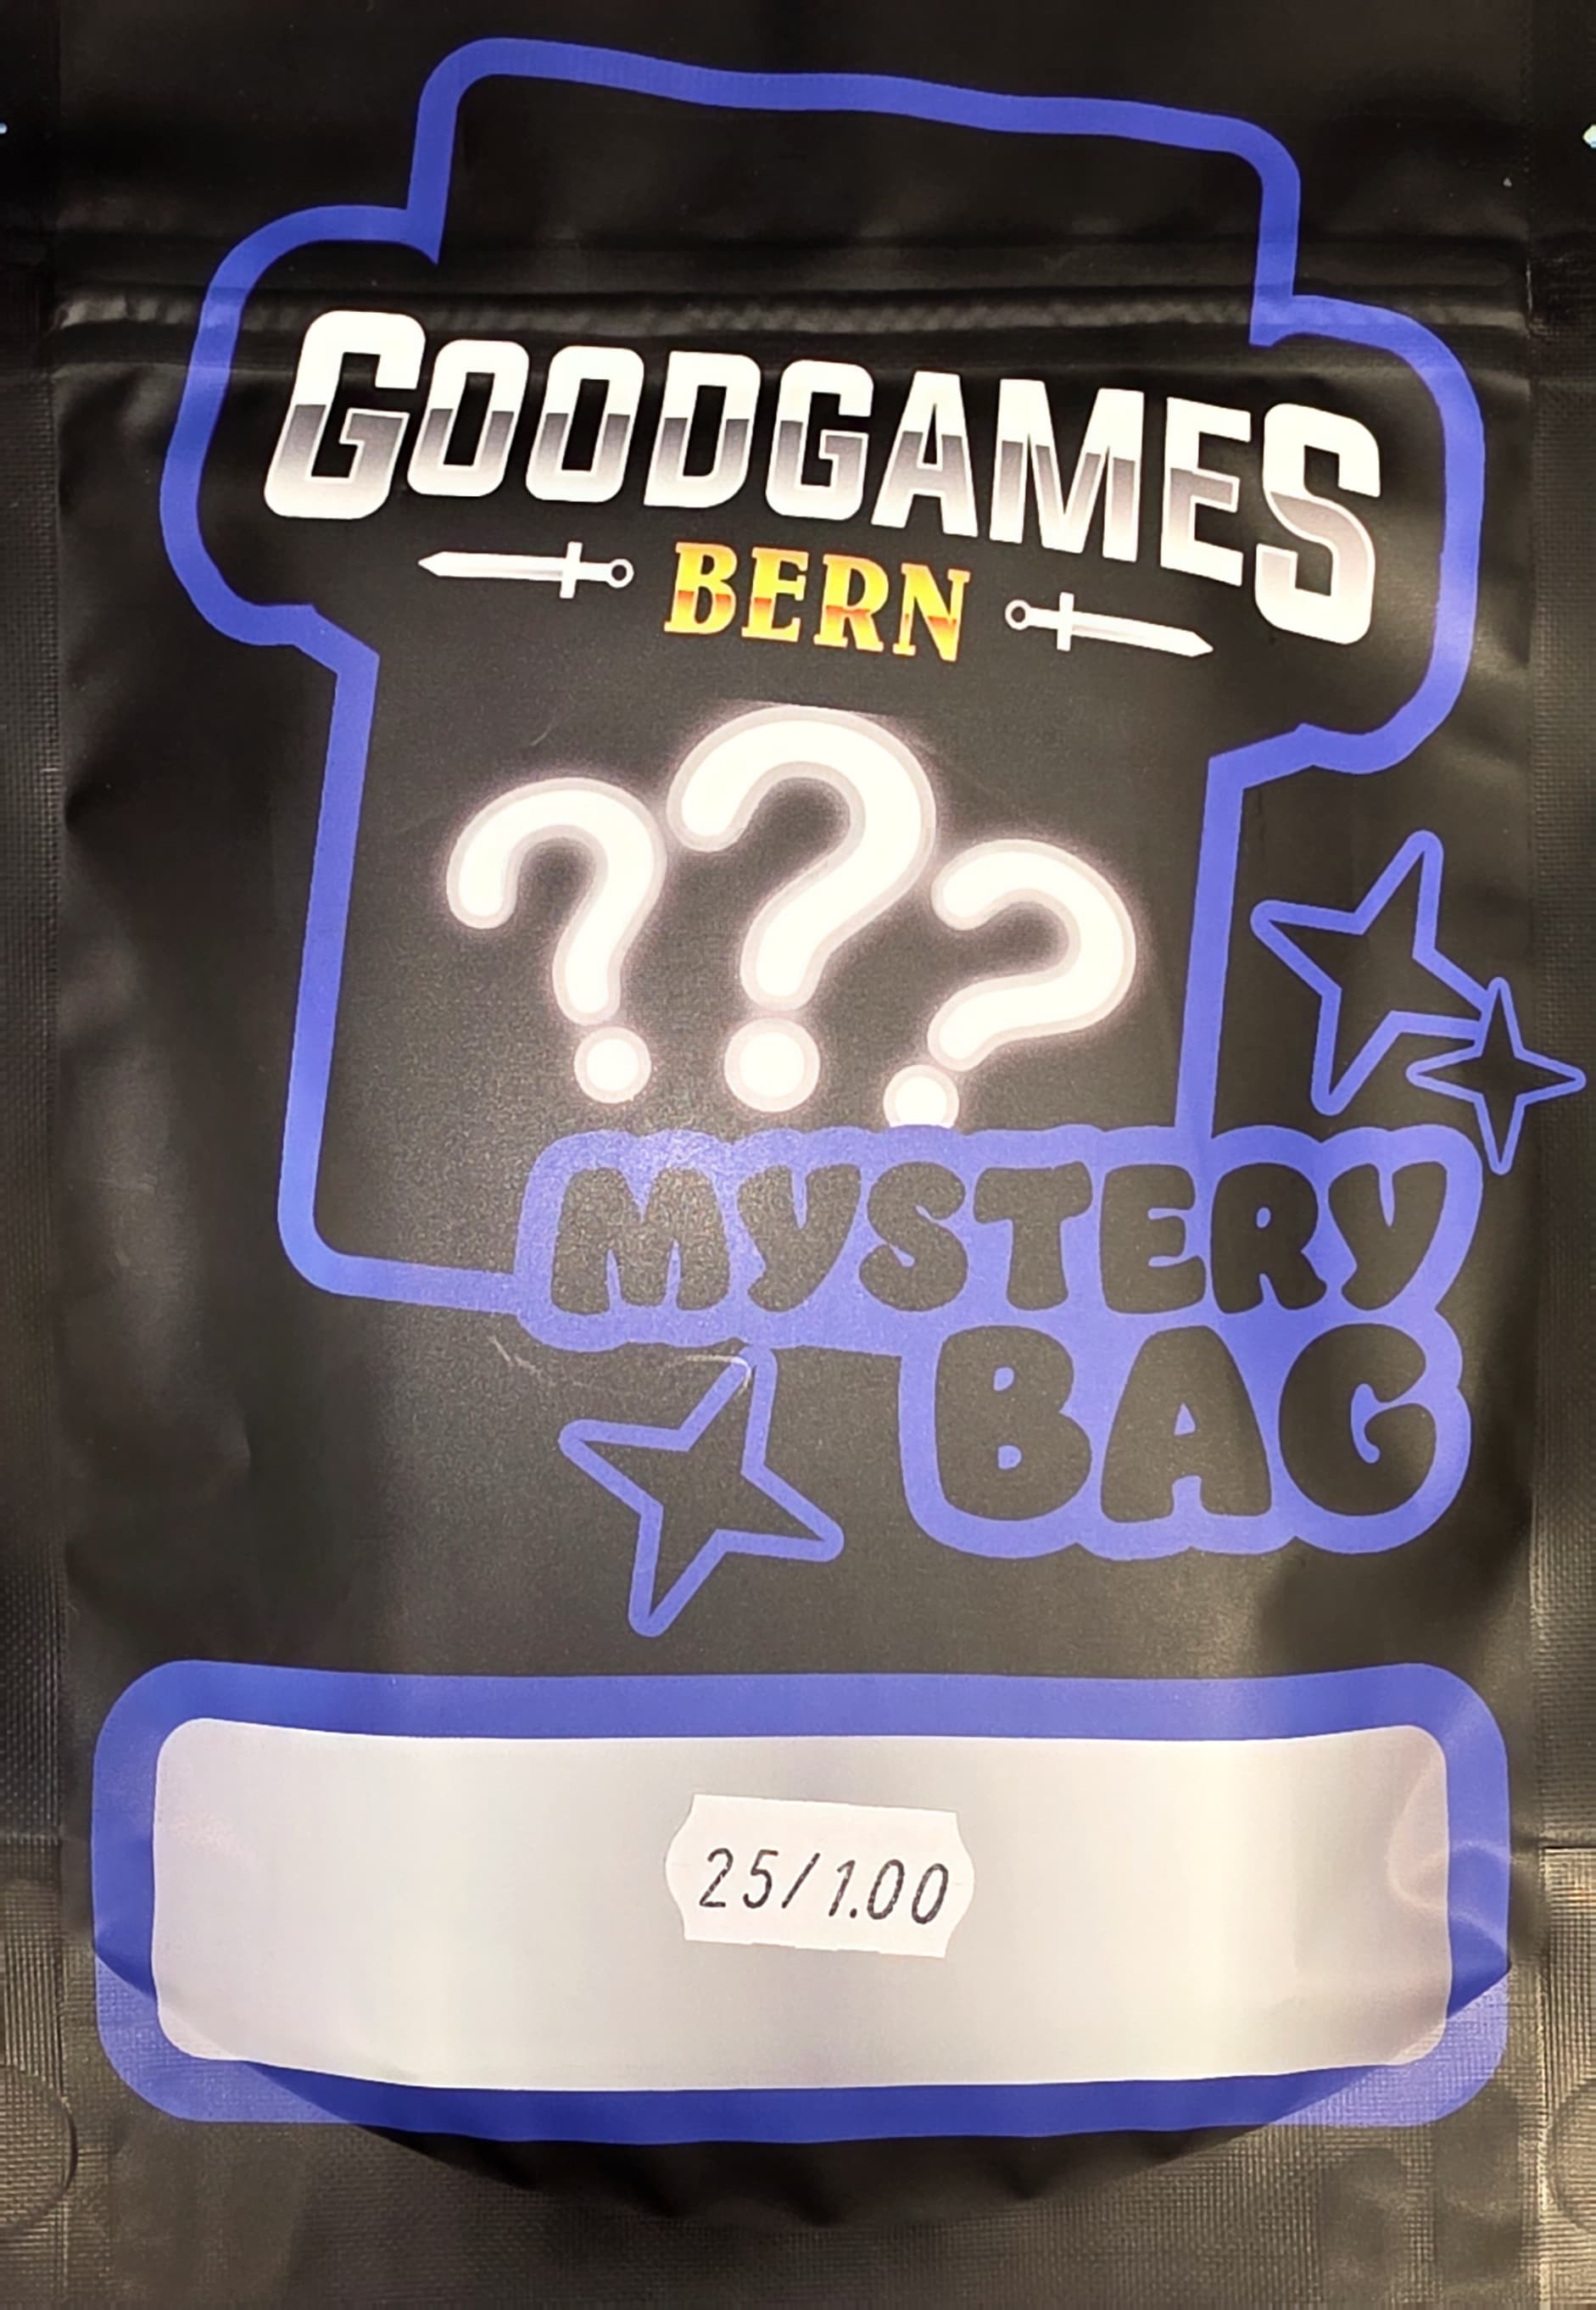 GOODGAMES
BERN
???
MYSTERY
BAG
25/1.00